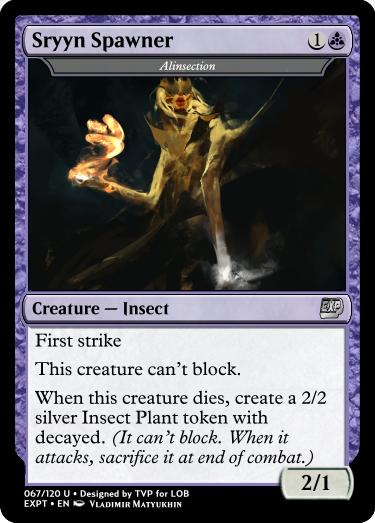 Sryyn Spawner 1
Alinsection
Creature — Insect EXP
First strike
This creature can't block.
When this creature dies, create a 2/2
silver Insect Plant token with
decayed. (It can't block. When it
attacks, sacrifice it at end of combat.)
2/1
067/120 U • Designed by TVP for LOB
EXPT • EN Vladimir Matyukhin